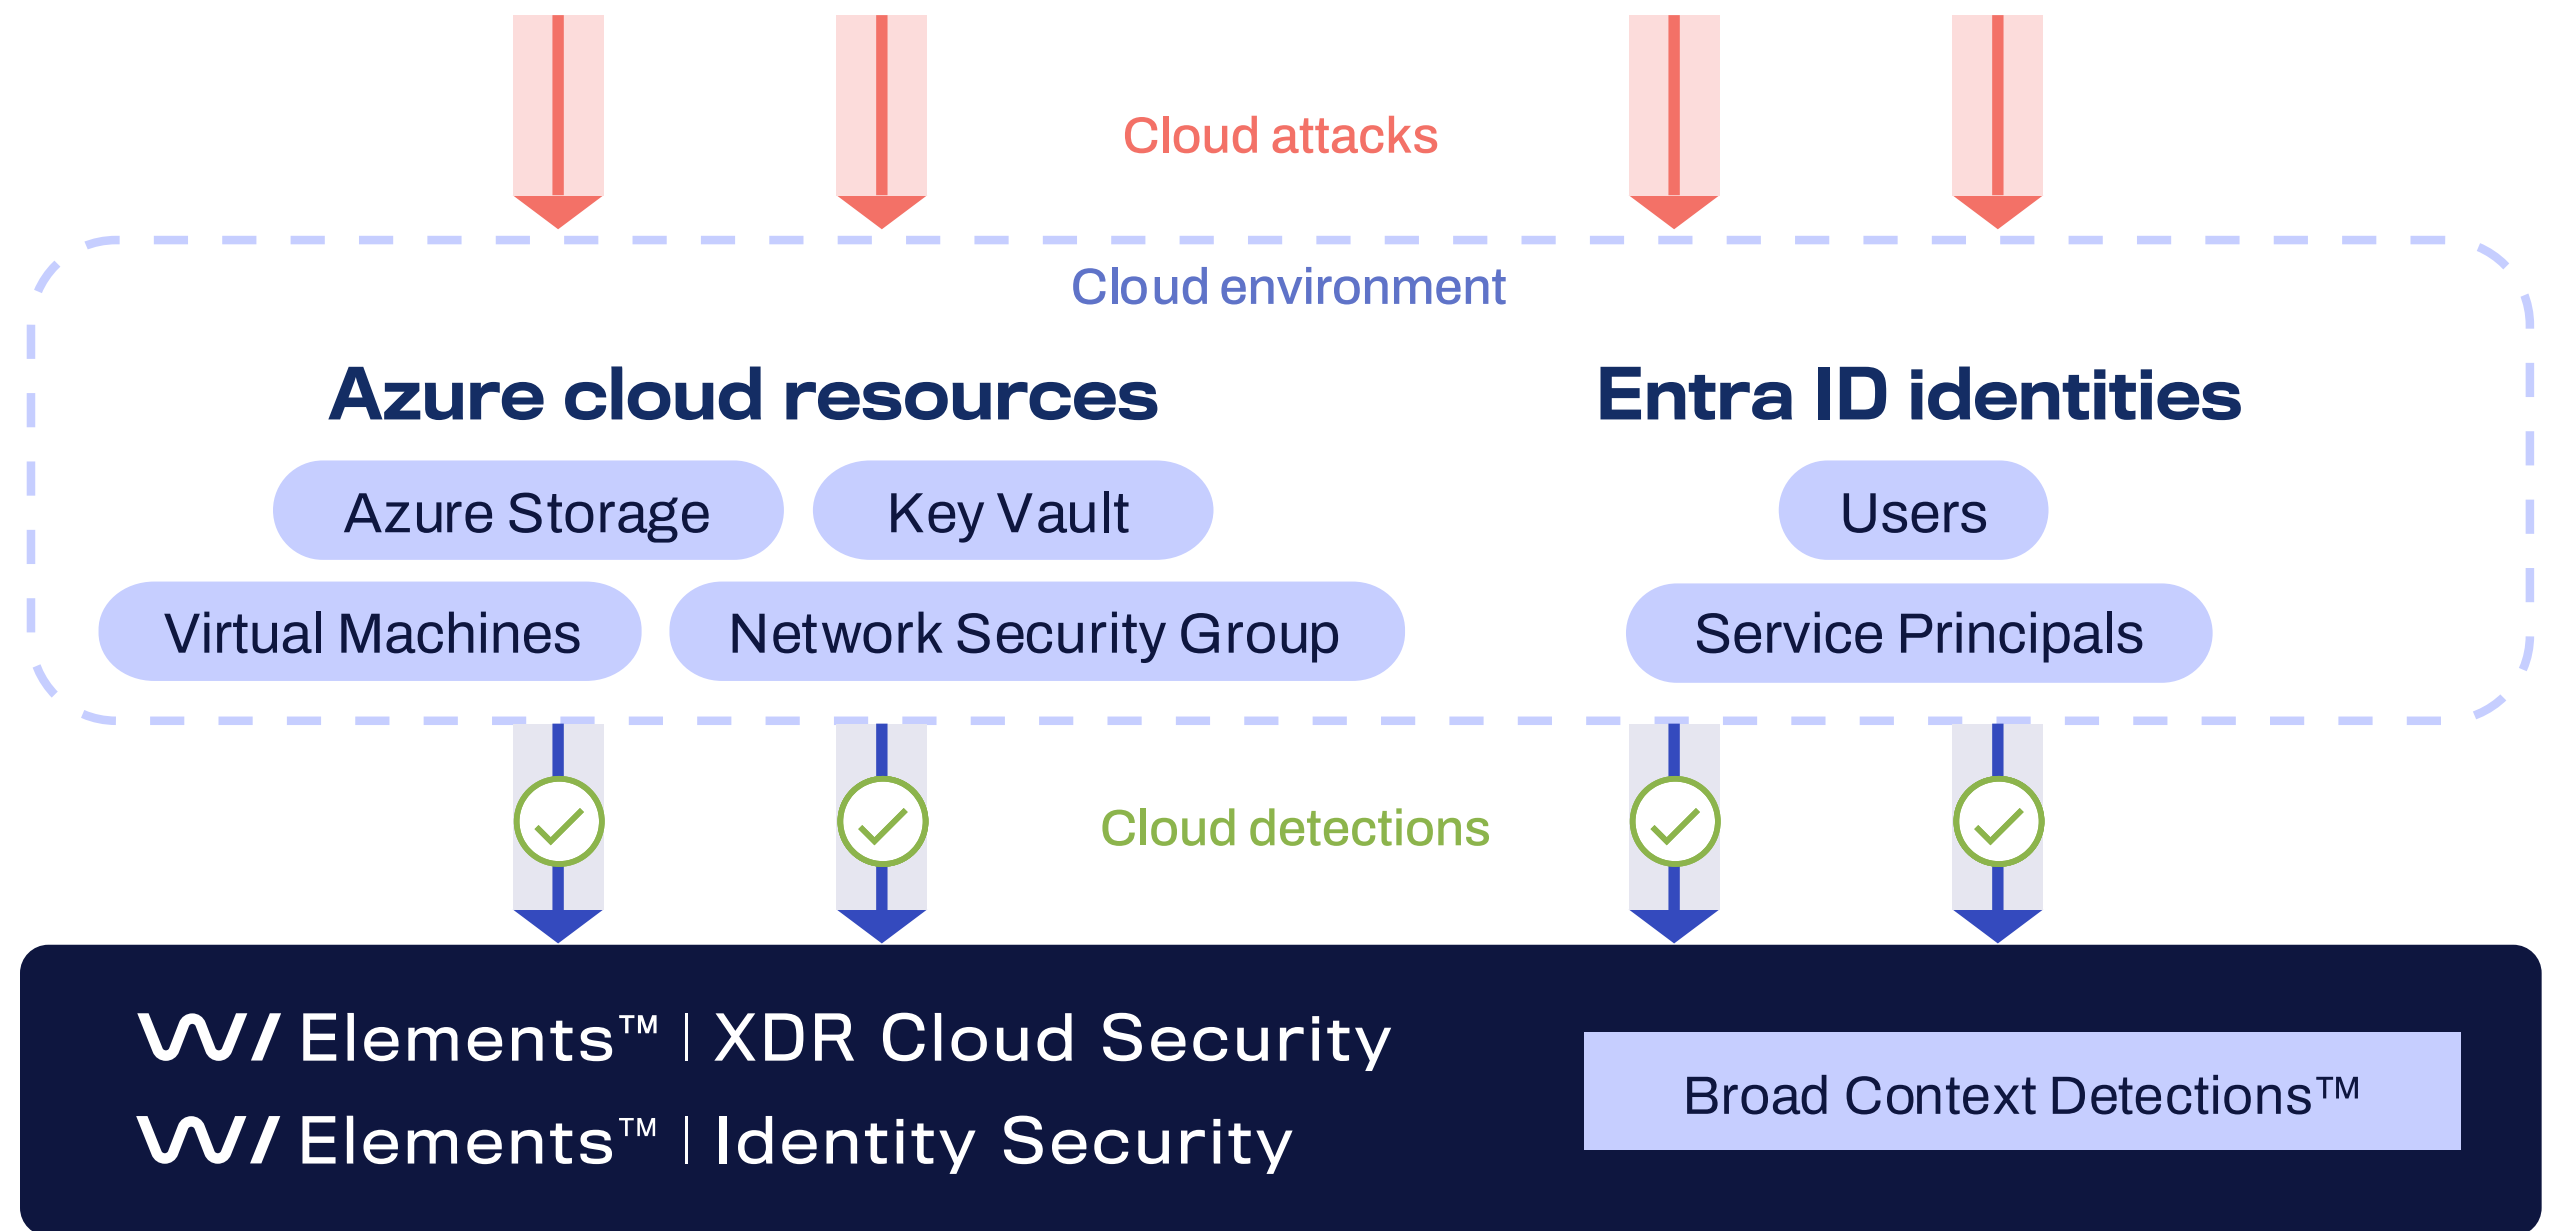 Cloud attacks
Cloud environment
Azure cloud resources
Azure Storage
Key Vault
Virtual Machines
Network Security Group
Entra ID identities
Users
Service Principals
Cloud detections
W/ Elements™ | XDR Cloud Security
W/ Elements™ | Identity Security
Broad Context Detections™